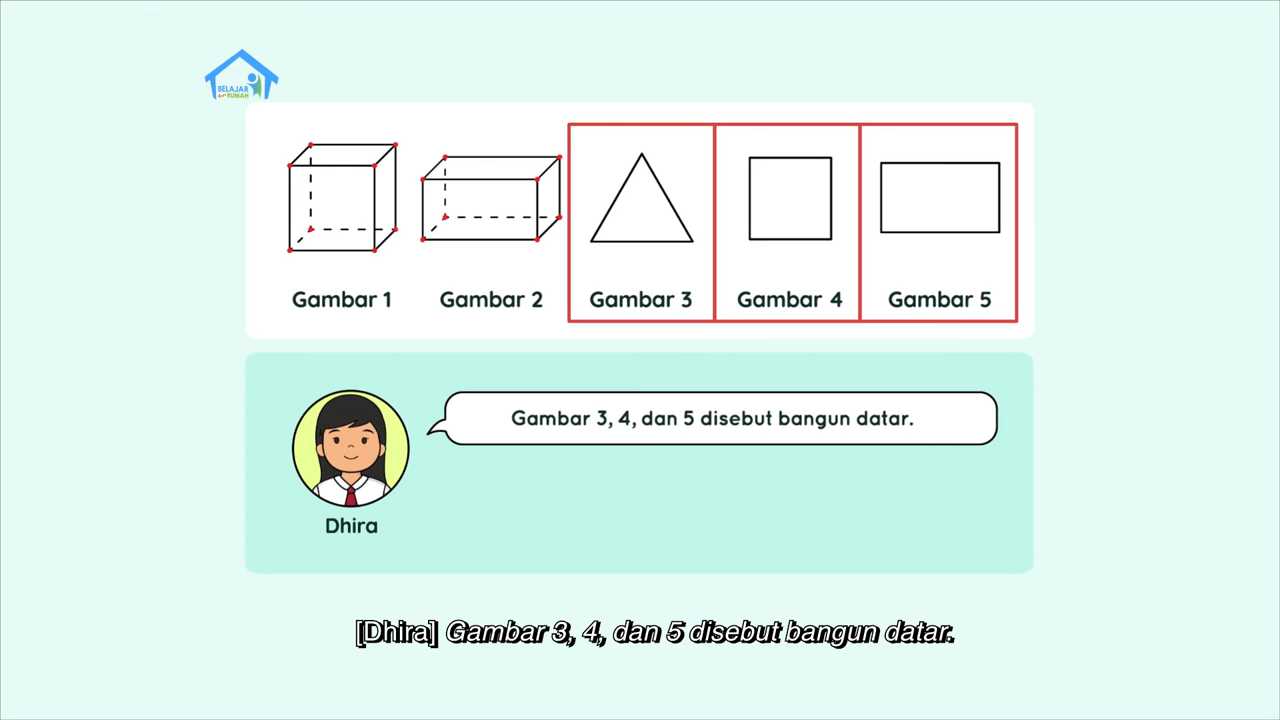 BELAJAR
dari RUMAH
Gambar 1
Gambar 2
Gambar 3
Gambar 4
Gambar 5
Gambar 3, 4, dan 5 disebut bangun datar.
Dhira
[Dhira] Gambar 3, 4, dan 5 disebut bangun datar.